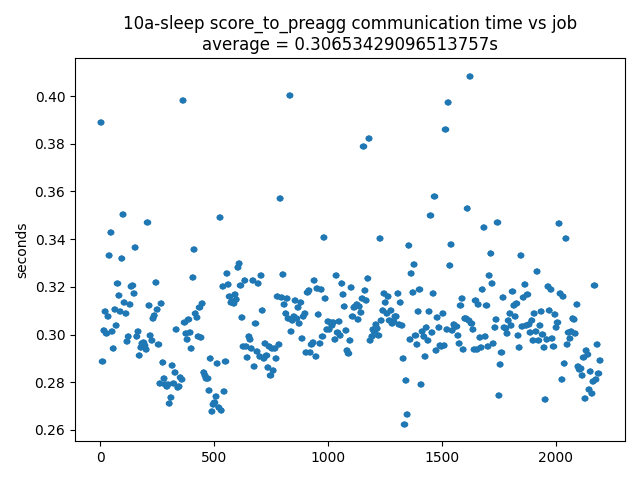 10a-sleep score_to_preagg communication time vs job
average = 0.30653429096513757s
seconds
0.40
0.38
0.36
0.34
0.32
0.30
0.28
0.26
0 500 1000 1500 2000